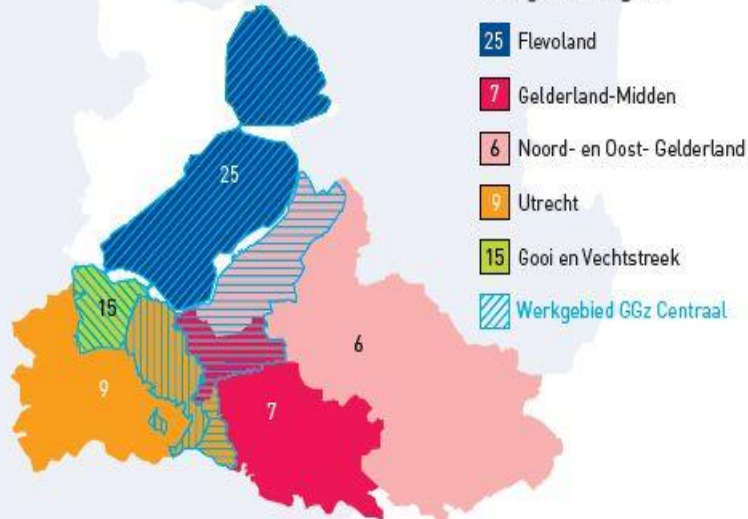 25 Flevoland
7 Gelderland-Midden
6 Noord- en Oost- Gelderland
9 Utrecht
15 Gooi en Vechtstreek
Werkgebied GGz Centraal
25
15
6
9
7